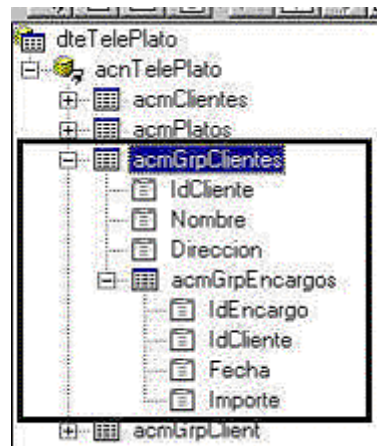 dteTelePlato
acnTelePlato
acmClientes
acmPlatos
acmGrpClientes
IdCliente
Nombre
Direccion
acmGrpEncargos
IdEncargo
IdCliente
Fecha
Importe
acmGrpClient